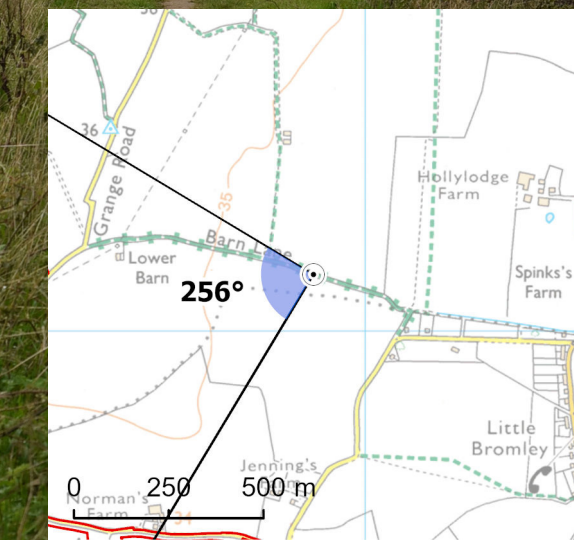 36
Grange Road
35
Barn Lane
Hollylodge
Farm
Lower
Barn
256°
Spinks's
Farm
Little
Bromley
Jenning's
0 250 500 m
Norman's
Farm
31